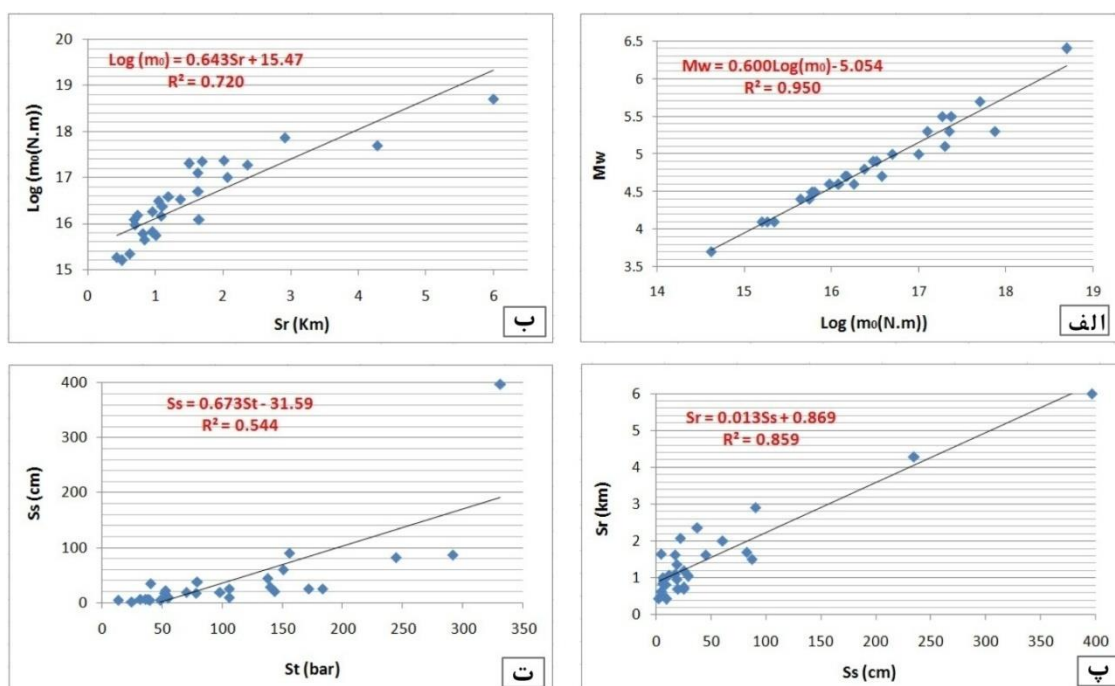 20
19
18
17
16
15
Log (m₀(N.m))
Log (m₀) = 0.643Sr + 15.47
R² = 0.720
0 1 2 3 4 5 6
Sr (Km)
ب
6.5
6
5.5
5
4.5
4
3.5
Mw
Mw = 0.600Log(m₀) - 5.054
R² = 0.950
14 15 16 17 18 19
Log (m₀(N.m))
الف
400
300
200
100
0
Ss (cm)
Ss = 0.673St - 31.59
R² = 0.544
0 50 100 150 200 250 300 350
St (bar)
ت
6
5
4
3
2
1
0
Sr (km)
Sr = 0.013Ss + 0.869
R² = 0.859
0 50 100 150 200 250 300 350 400
Ss (cm)
پ